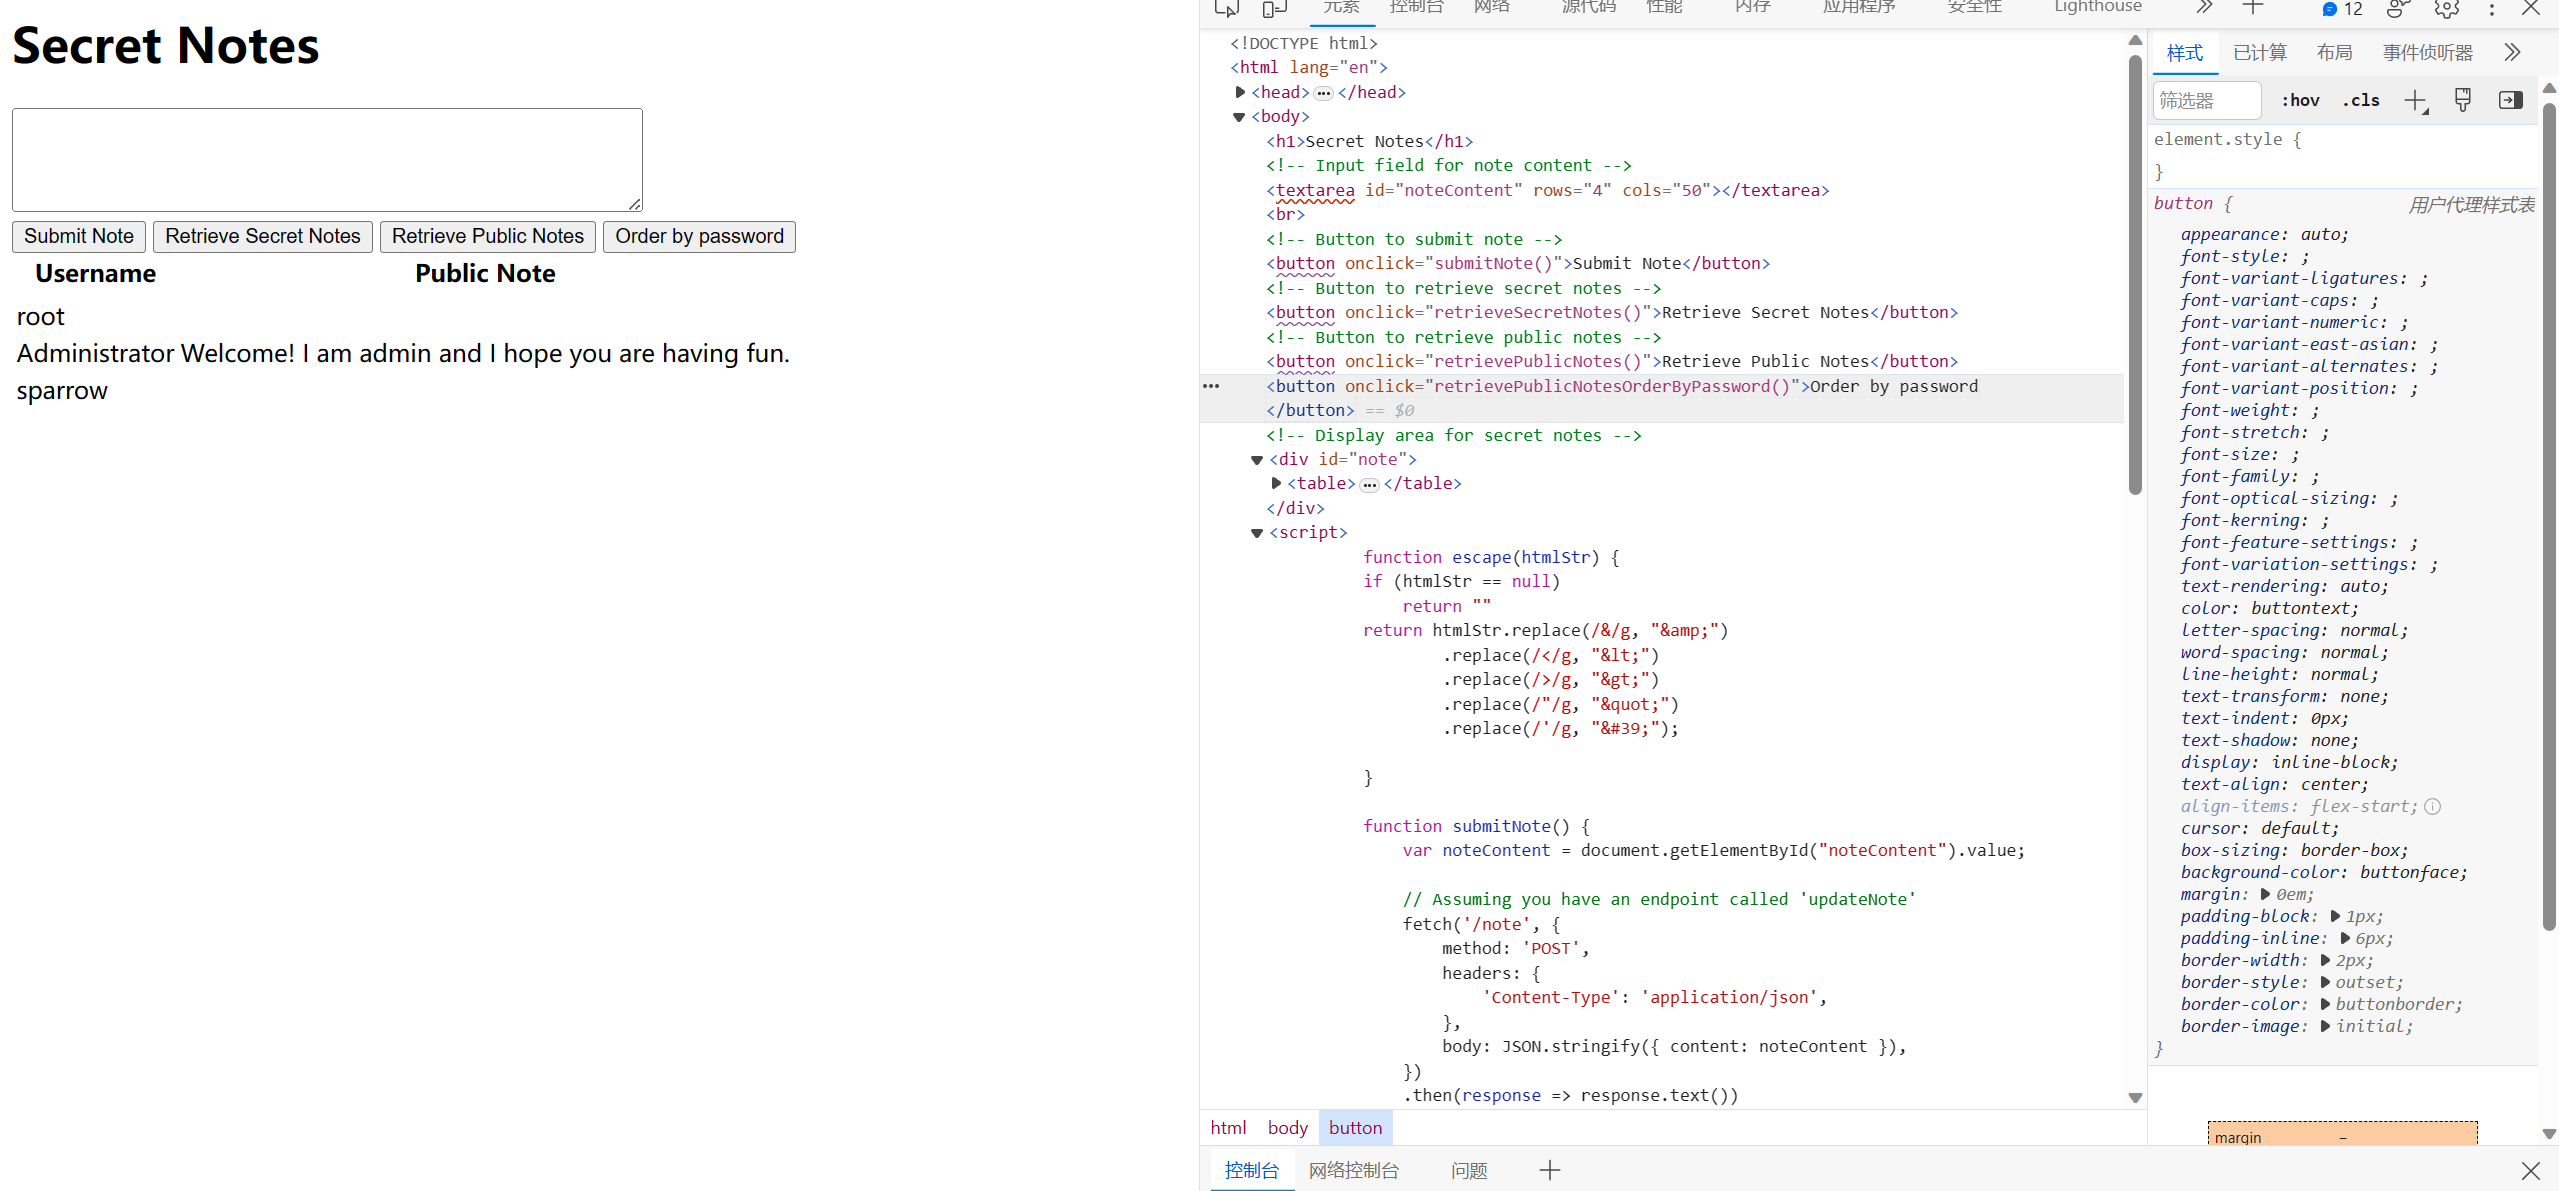 Secret Notes
Submit Note Retrieve Secret Notes Retrieve Public Notes Order by password
Username Public Note
root
Administrator Welcome! I am admin and I hope you are having fun.
sparrow
元素 控制台 网络 源代码 性能 内存 应用程序 安全性 Lighthouse 12
<!DOCTYPE html>
<html lang="en">
<head> ••• </head>
<body>
<h1>Secret Notes</h1>
<!-- Input field for note content -->
<textarea id="noteContent" rows="4" cols="50"></textarea>
<br>
<!-- Button to submit note -->
<button onclick="submitNote()">Submit Note</button>
<!-- Button to retrieve secret notes -->
<button onclick="retrieveSecretNotes()">Retrieve Secret Notes</button>
<!-- Button to retrieve public notes -->
<button onclick="retrievePublicNotes()">Retrieve Public Notes</button>
••• <button onclick="retrievePublicNotesOrderByPassword()">Order by password
</button> == $0
<!-- Display area for secret notes -->
<div id="note">
<table> ••• </table>
</div>
<script>
function escape(htmlStr) {
if (htmlStr == null)
return ""
return htmlStr.replace(/&/g, "&amp;")
.replace(/</g, "&lt;")
.replace(/>/g, "&gt;")
.replace(/"/g, "&quot;")
.replace(/'/g, "&#39;");
}
function submitNote() {
var noteContent = document.getElementById("noteContent").value;
// Assuming you have an endpoint called 'updateNote'
fetch('/note', {
method: 'POST',
headers: {
'Content-Type': 'application/json',
},
body: JSON.stringify({ content: noteContent }),
})
.then(response => response.text())
html body button
控制台 网络控制台 问题
样式 已计算 布局 事件侦听器
筛选器 :hov .cls
element.style {
}
button { 用户代理样式表
appearance: auto;
font-style: ;
font-variant-ligatures: ;
font-variant-caps: ;
font-variant-numeric: ;
font-variant-east-asian: ;
font-variant-alternates: ;
font-variant-position: ;
font-weight: ;
font-stretch: ;
font-size: ;
font-family: ;
font-optical-sizing: ;
font-kerning: ;
font-feature-settings: ;
font-variation-settings: ;
text-rendering: auto;
color: buttontext;
letter-spacing: normal;
word-spacing: normal;
line-height: normal;
text-transform: none;
text-indent: 0px;
text-shadow: none;
display: inline-block;
text-align: center;
align-items: flex-start;
cursor: default;
box-sizing: border-box;
background-color: buttonface;
margin: 0em;
padding-block: 1px;
padding-inline: 6px;
border-width: 2px;
border-style: outset;
border-color: buttonborder;
border-image: initial;
}
margin –